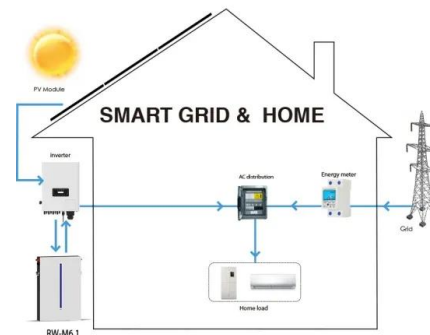 PV Module
SMART GRID & HOME
Inverter
AC distribution
Energy meter
Grid
Home load
RW-M6.1